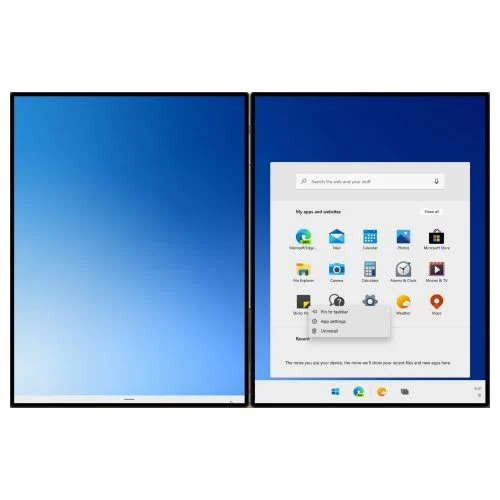 Search the web and your stuff
My apps and websites
Show all
Microsoft Edge...
Mail
Calendar
Photos
Microsoft Store
File Explorer
Camera
Calculator
Alarms & Clock
Movies & TV
Sticky
Weather
Maps
Pin to taskbar
App settings
Uninstall
Recent
The more you use your device, the more we'll show your recent files and new apps here.